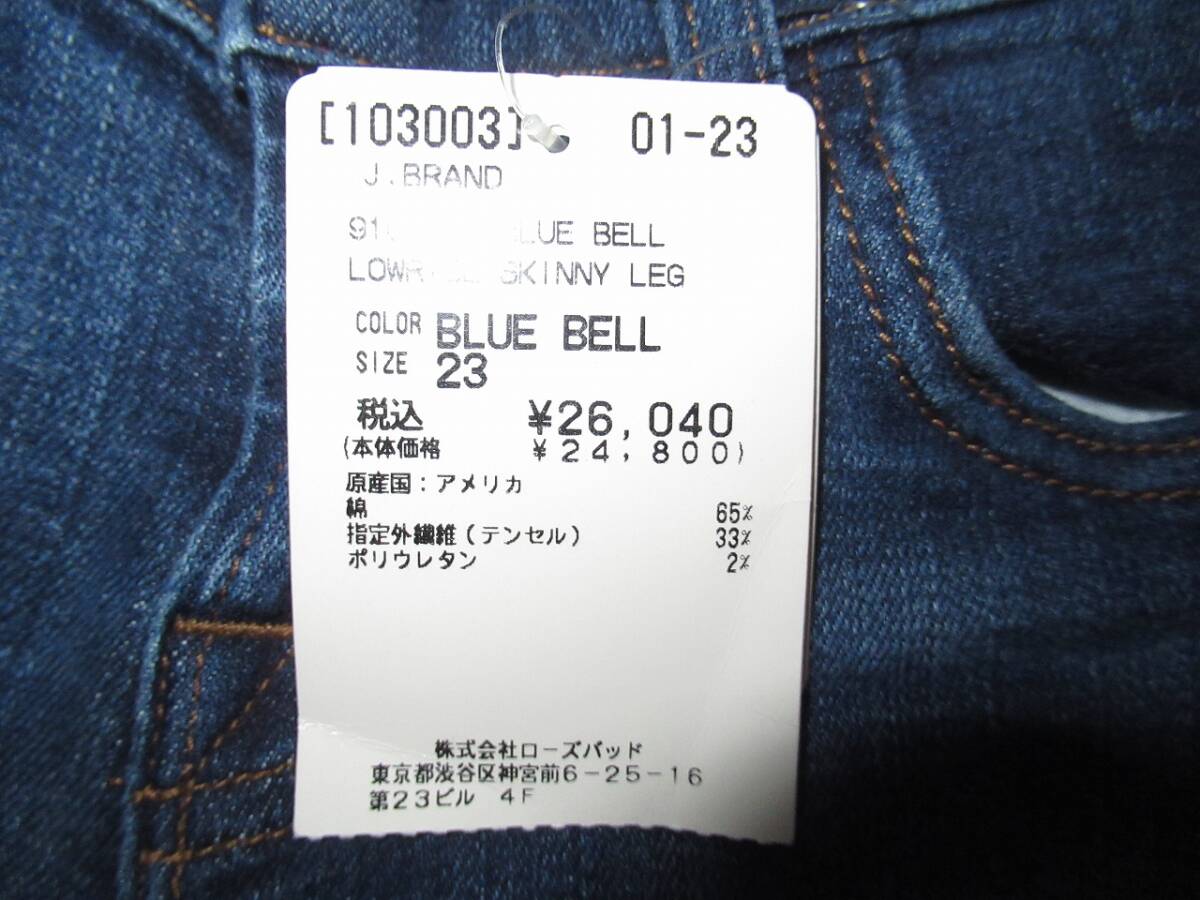 [103003] 01-23
J.BRAND
BLUE BELL
SKINNY LEG
COLOR BLUE BELL
SIZE 23
税込 ¥26,040
(本体価格 ¥24,800)
原産国:アメリカ
綿 65%
指定外繊維(テンセル) 33%
ポリウレタン 2%
株式会社ローズバッド
東京都渋谷区神宮前6-25-16
第23ビル 4F